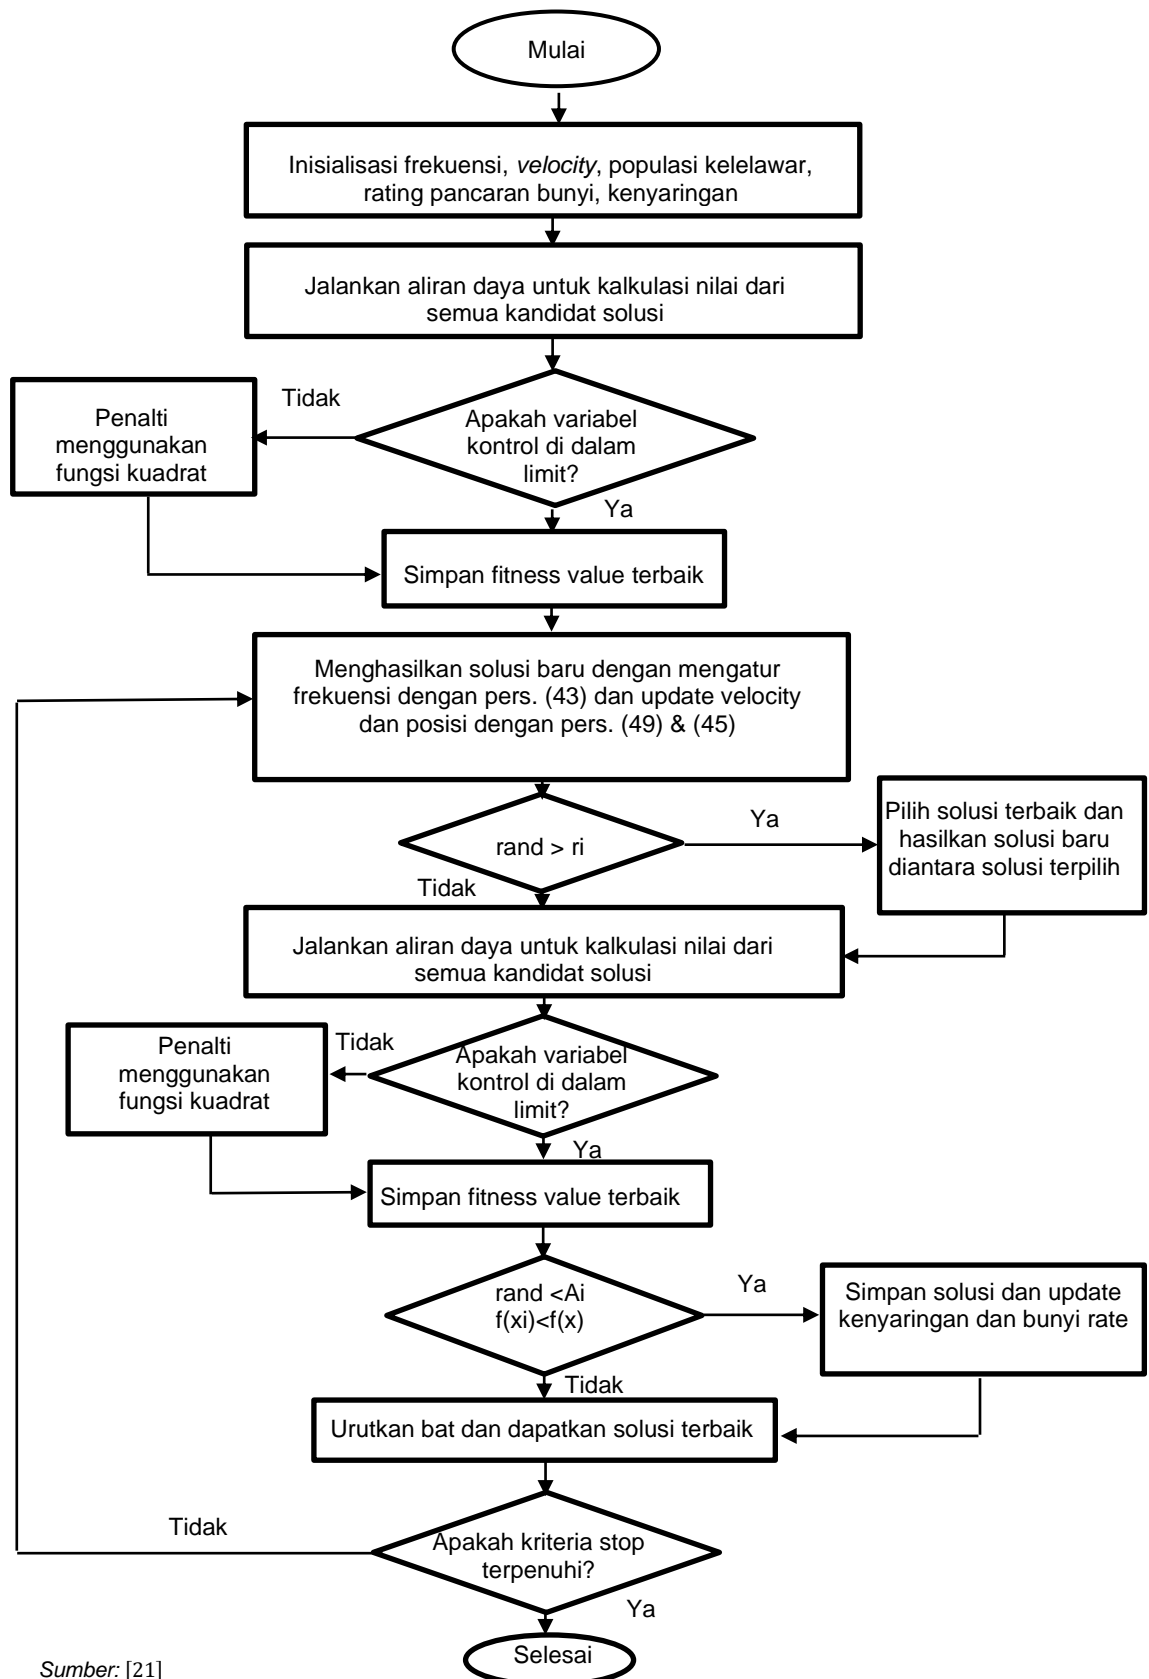 Mulai
Inisialisasi frekuensi, velocity, populasi kelelawar,
rating pancaran bunyi, kenyaringan
Jalankan aliran daya untuk kalkulasi nilai dari
semua kandidat solusi
Tidak
Penalti
menggunakan
fungsi kuadrat
Apakah variabel
kontrol di dalam
limit?
Ya
Simpan fitness value terbaik
Menghasilkan solusi baru dengan mengatur
frekuensi dengan pers. (43) dan update velocity
dan posisi dengan pers. (49) & (45)
rand > ri
Ya
Pilih solusi terbaik dan
hasilkan solusi baru
diantara solusi terpilih
Tidak
Jalankan aliran daya untuk kalkulasi nilai dari
semua kandidat solusi
Tidak
Penalti
menggunakan
fungsi kuadrat
Apakah variabel
kontrol di dalam
limit?
Ya
Simpan fitness value terbaik
rand <Ai
f(xi)<f(x)
Ya
Simpan solusi dan update
kenyaringan dan bunyi rate
Tidak
Urutkan bat dan dapatkan solusi terbaik
Tidak
Apakah kriteria stop
terpenuhi?
Ya
Selesai
Sumber: [21]